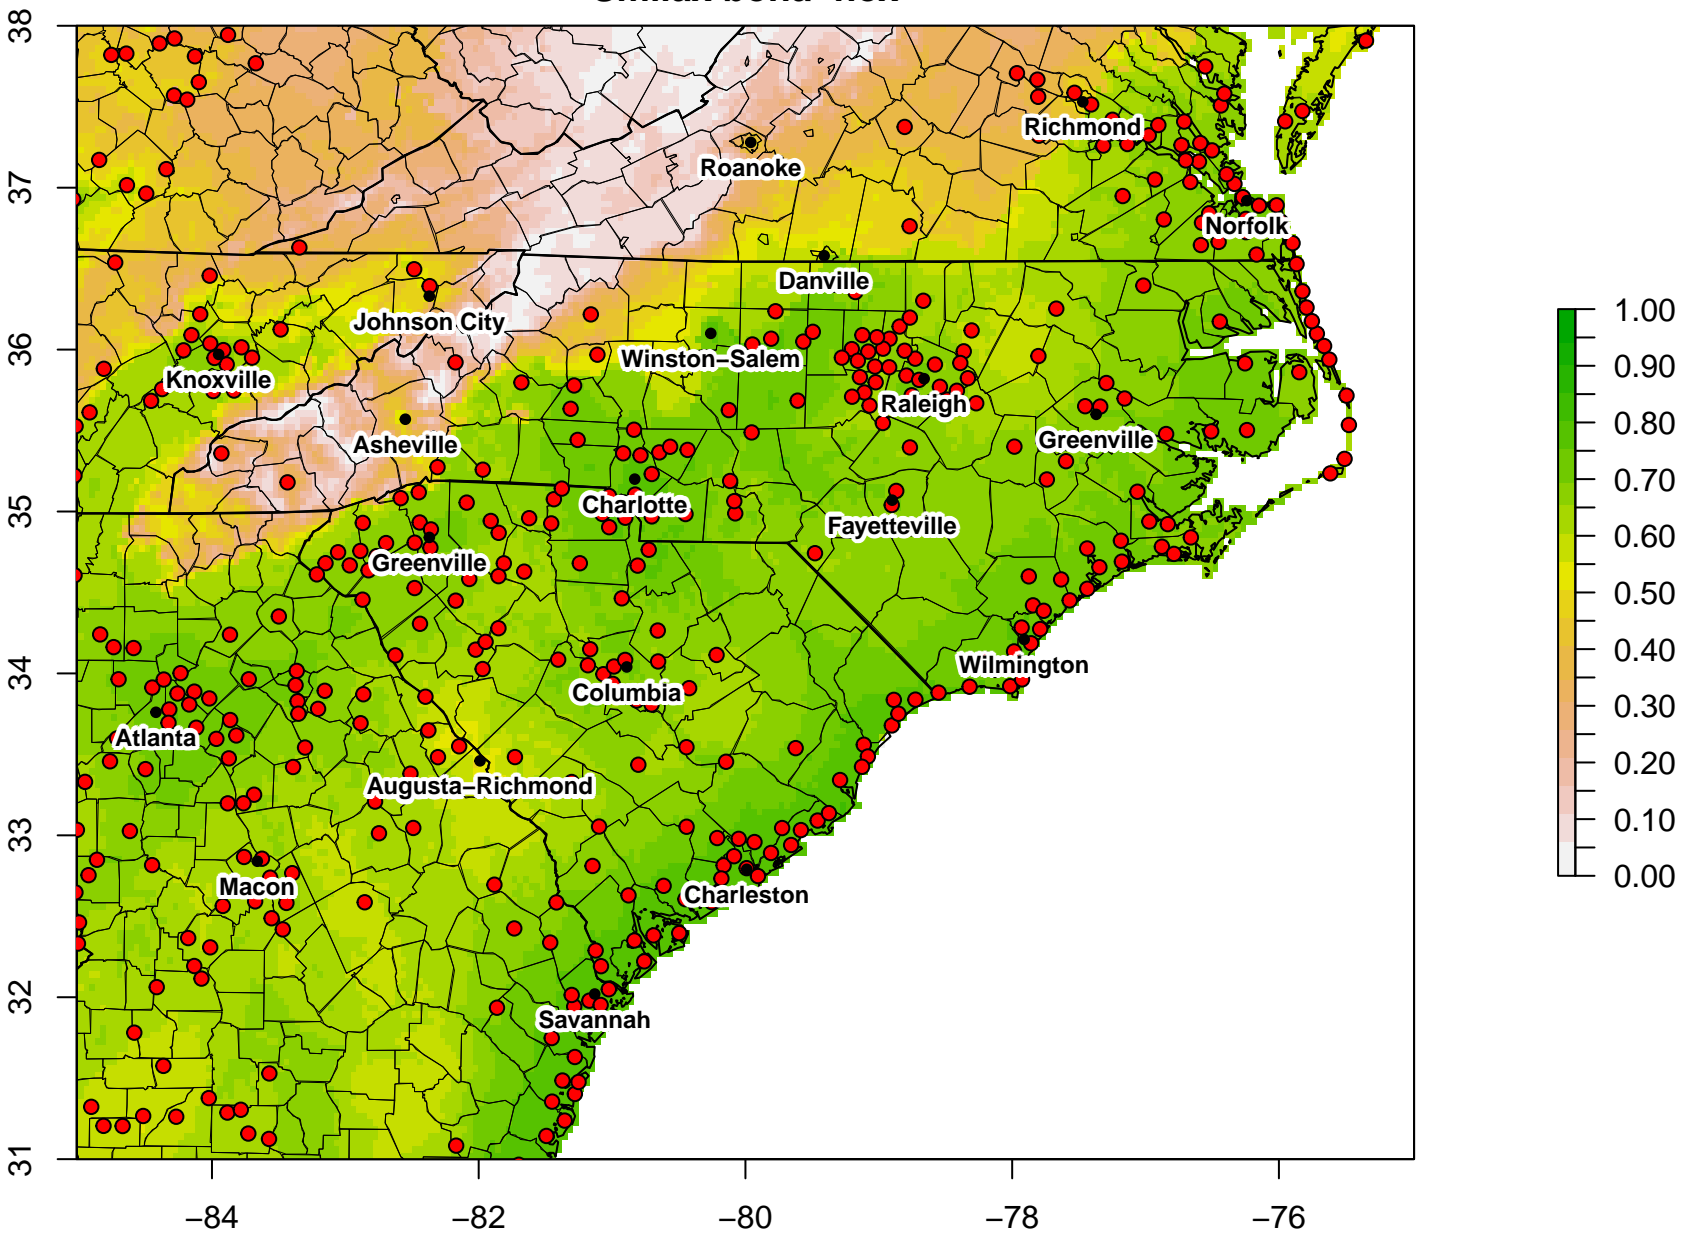 38
37
36
35
34
33
32
31
Richmond
Roanoke
Norfolk
Danville
Johnson City
Winston–Salem
Knoxville
Raleigh
Asheville
Greenville
Charlotte
Fayetteville
Greenville
Wilmington
Columbia
Atlanta
Augusta–Richmond
Macon
Charleston
Savannah
1.00
0.90
0.80
0.70
0.60
0.50
0.40
0.30
0.20
0.10
0.00
−84
−82
−80
−78
−76